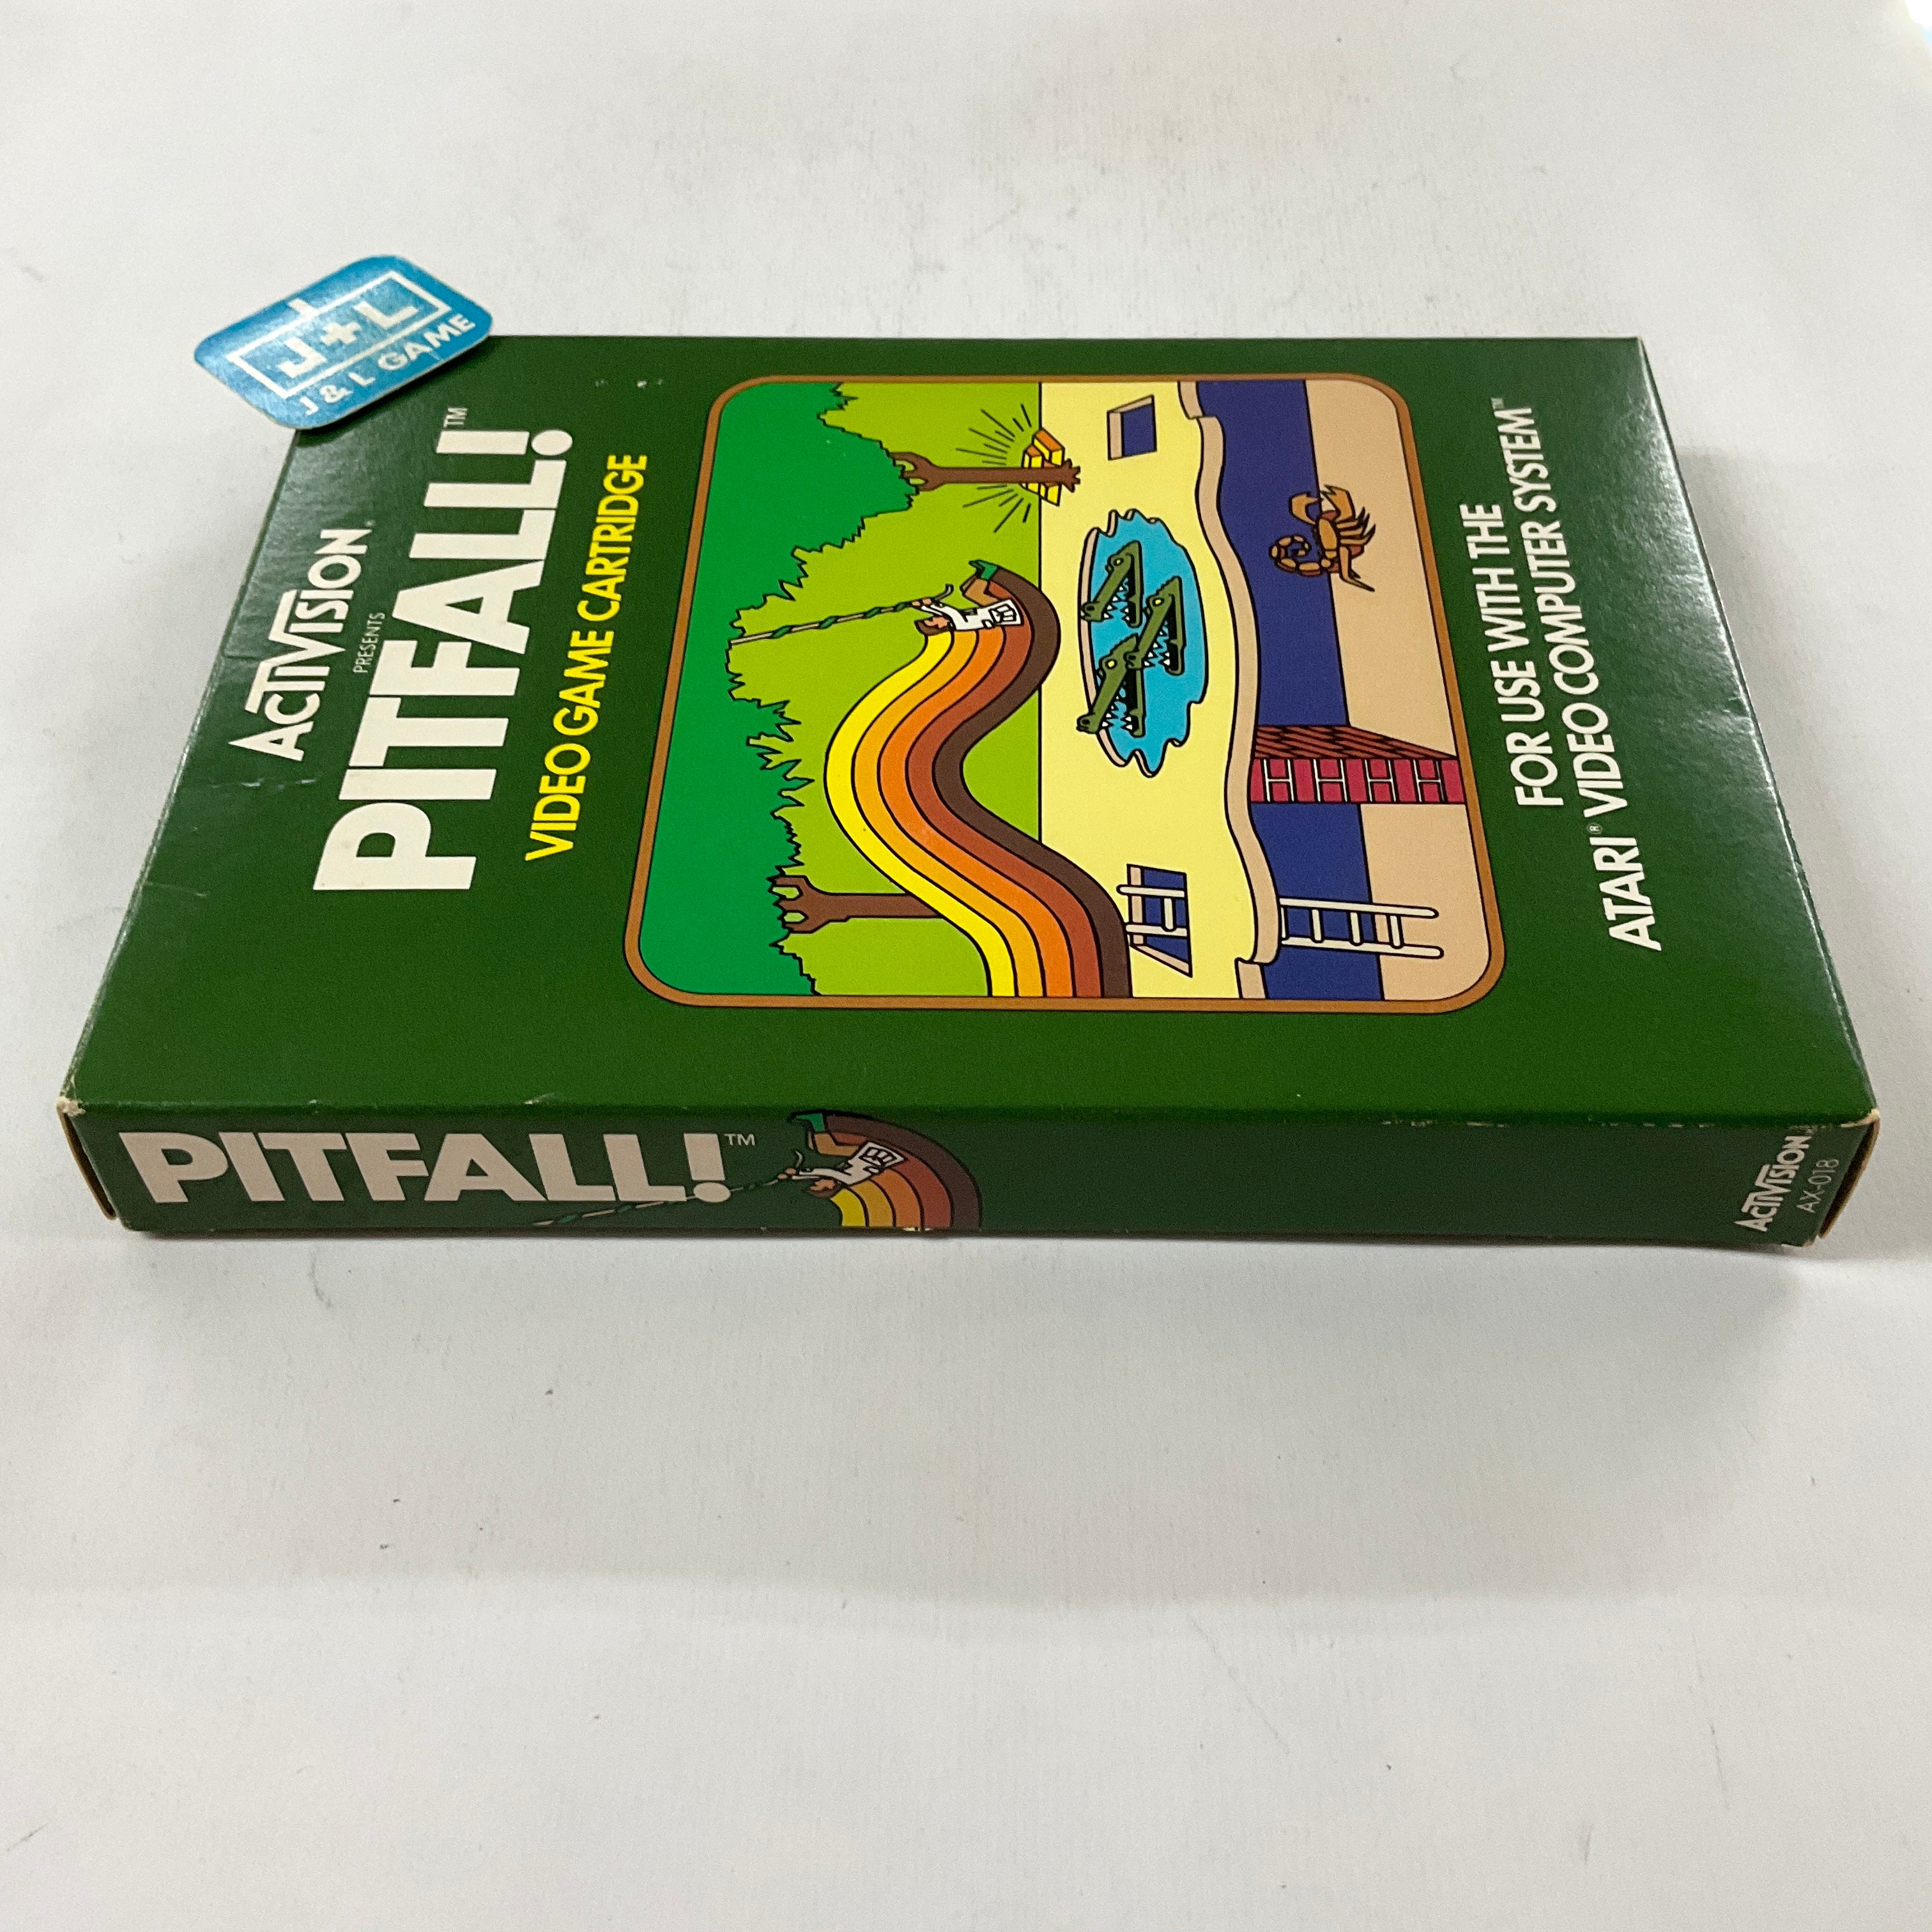 J+L
J & L GAME
ACTIVISION®
PRESENTS
PITFALL!™
VIDEO GAME CARTRIDGE
FOR USE WITH THE
ATARI® VIDEO COMPUTER SYSTEM™
PITFALL!™
ACTIVISION®
AX-018